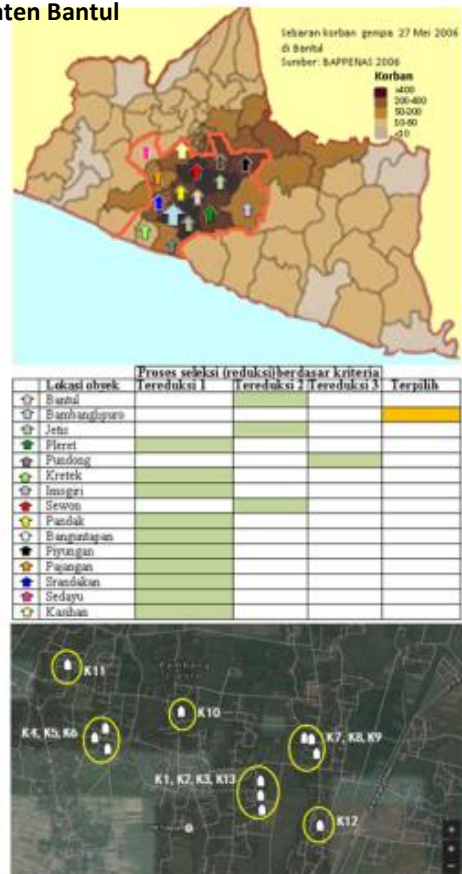 ten Bantul
Sebaran korban gempa 27 Mei 2006
di Bantul
Sumber: BAPPENAS 2006
Korban
>400
200-400
50-200
10-50
<10
Proses seleksi (reduksi)berdasar kriteria
Lokasi obyek Tereduksi 1 Tereduksi 2 Tereduksi 3 Terpilih
Bantul
Bambanglipuro
Jetis
Pleret
Pundong
Kretek
Imogiri
Sewon
Pandak
Banguntapan
Piyungan
Pajangan
Srandakan
Sedayu
Kasihan
K11
K10
K4, K5, K6
K7, K8, K9
K1, K2, K3, K13
K12